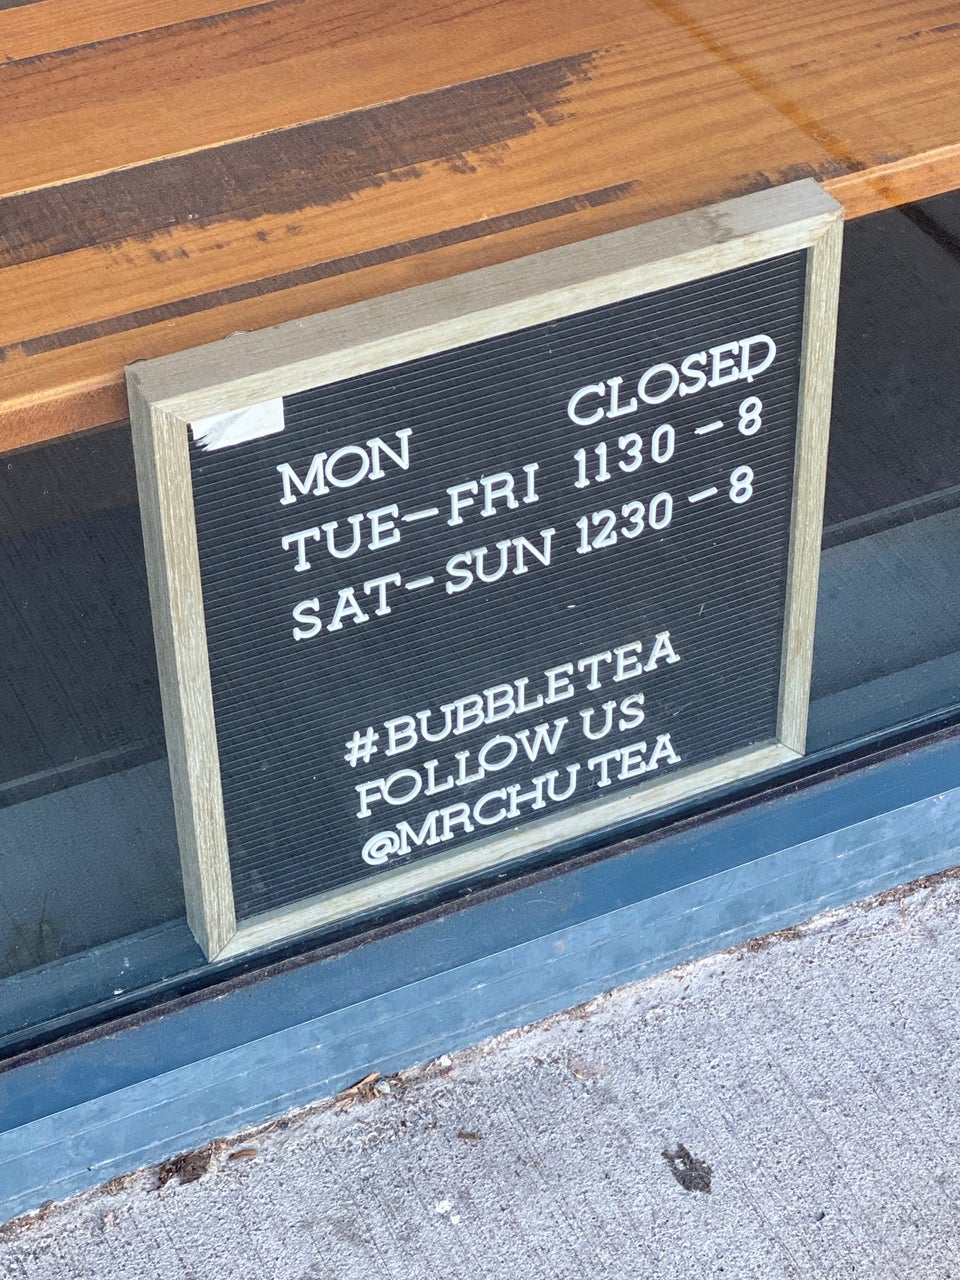 MON CLOSED
TUE-FRI 1130-8
SAT-SUN 1230-8
#BUBBLETEA
FOLLOW US
@MRCHU TEA